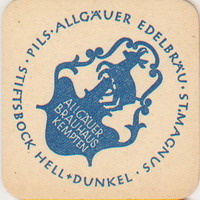 PILS · ALLGÄUER EDELBRÄU · ST.MAGNUS · DUNKEL + HELL STIFTSBOCK ·
ALLGÄUER
BRAUHAUS
KEMPTEN